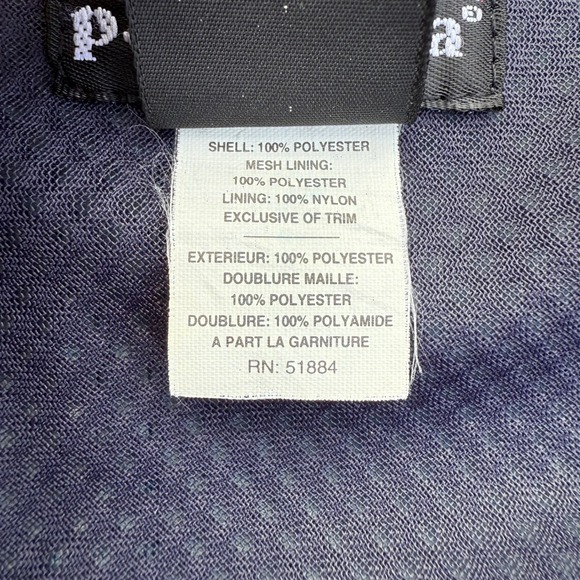 SHELL: 100% POLYESTER
MESH LINING:
100% POLYESTER
LINING: 100% NYLON
EXCLUSIVE OF TRIM
EXTERIEUR: 100% POLYESTER
DOUBLURE MAILLE:
100% POLYESTER
DOUBLURE: 100% POLYAMIDE
A PART LA GARNITURE
RN: 51884